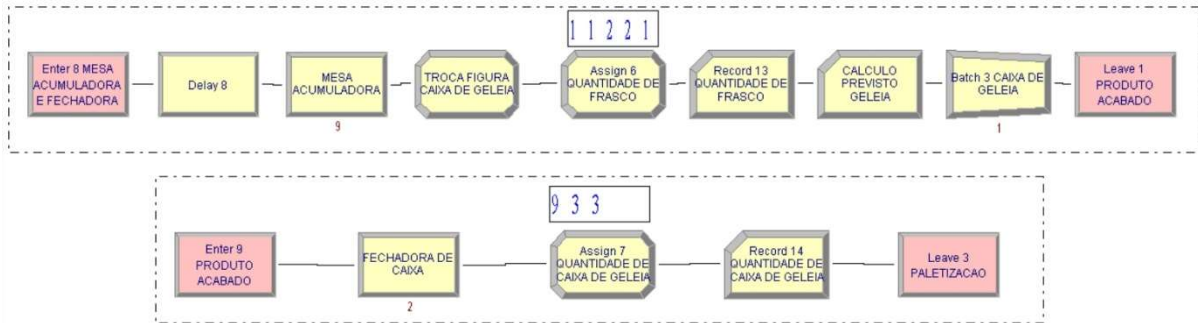 1 1 2 2 1
Enter 8 MESA
ACUMULADORA
E FECHADORA
Delay 8
MESA
ACUMULADORA
9
TROCA FIGURA
CAIXA DE GELEIA
Assign 6
QUANTIDADE DE
FRASCO
Record 13
QUANTIDADE DE
FRASCO
CALCULO
PREVISTO
GELEIA
Batch 3 CAIXA DE
GELEIA
1
Leave 1
PRODUTO
ACABADO
9 3 3
Enter 9
PRODUTO
ACABADO
FECHADORA DE
CAIXA
2
Assign 7
QUANTIDADE DE
CAIXA DE GELEIA
Record 14
QUANTIDADE DE
CAIXA DE GELEIA
Leave 3
PALETIZACAO